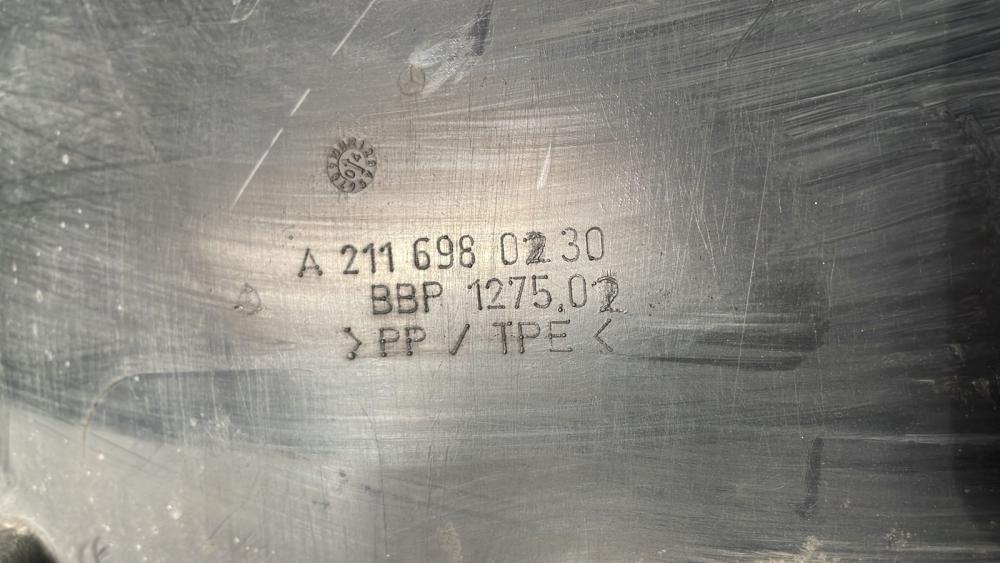 A 211 698 02 30
BBP 1275.02
>PP / TPE<